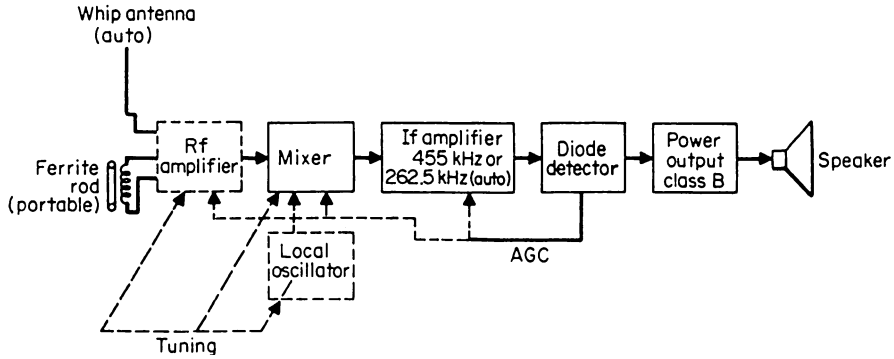 Whip antenna
(auto)
Ferrite
rod
(portable)
Rf
amplifier
Mixer
If amplifier
455 kHz or
262.5 kHz (auto)
Diode
detector
Power
output
class B
Speaker
Local
oscillator
AGC
Tuning